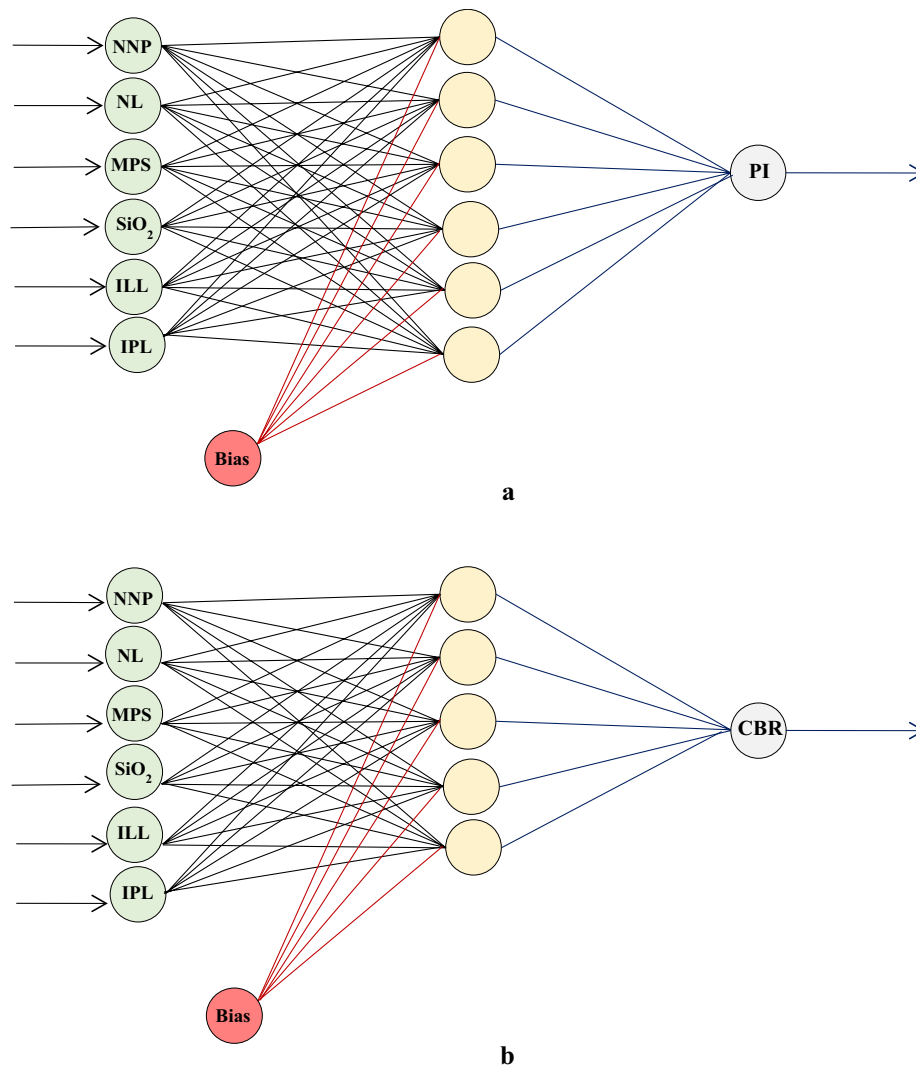 NNP
NL
MPS
SiO₂
ILL
IPL
PI
Bias
a
NNP
NL
MPS
SiO₂
ILL
IPL
CBR
Bias
b